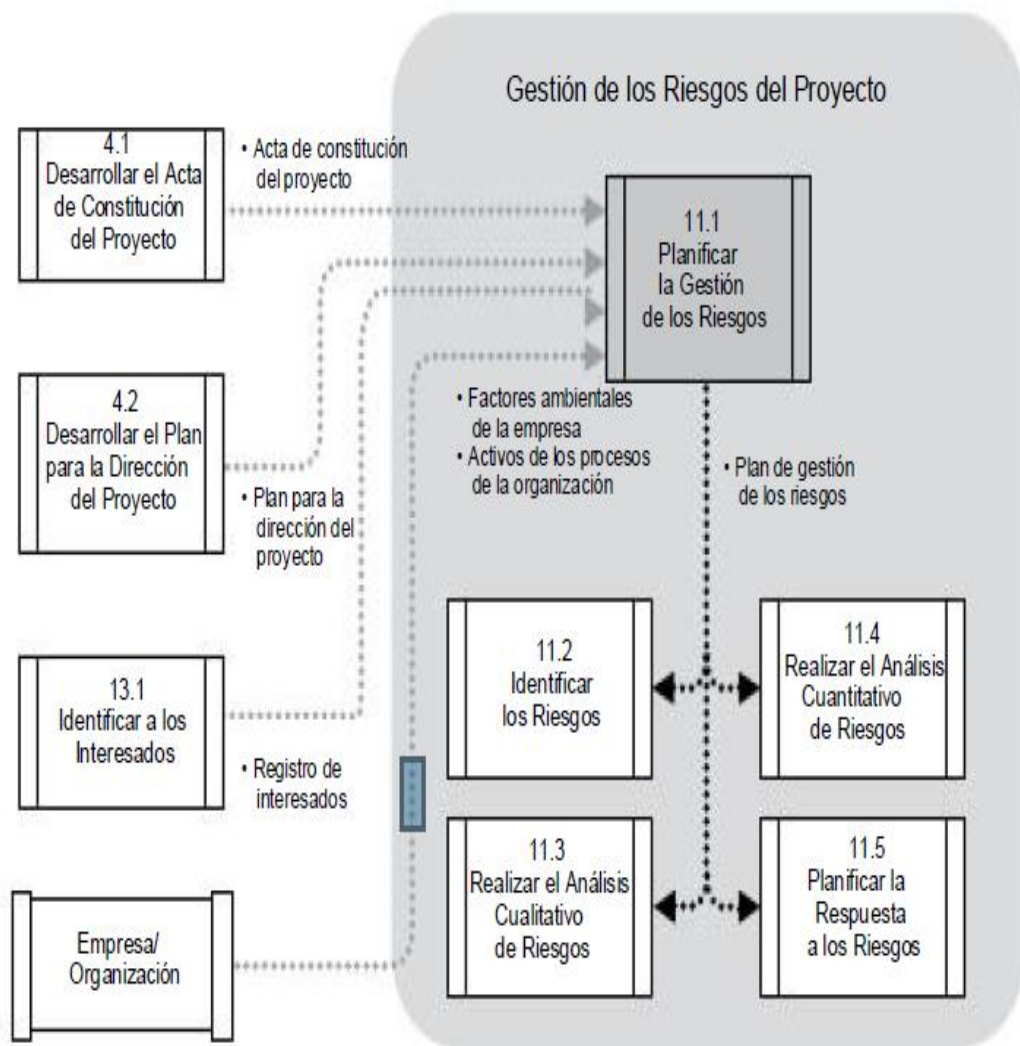 Gestión de los Riesgos del Proyecto
4.1
Desarrollar el Acta
de Constitución
del Proyecto
• Acta de constitución
del proyecto
11.1
Planificar
la Gestión
de los Riesgos
4.2
Desarrollar el Plan
para la Dirección
del Proyecto
• Plan para la
dirección del
proyecto
• Factores ambientales
de la empresa
• Activos de los procesos
de la organización
• Plan de gestión
de los riesgos
13.1
Identificar a los
Interesados
• Registro de
interesados
11.2
Identificar
los Riesgos
11.4
Realizar el Análisis
Cuantitativo
de Riesgos
11.3
Realizar el Análisis
Cualitativo
de Riesgos
11.5
Planificar la
Respuesta
a los Riesgos
Empresa/
Organización